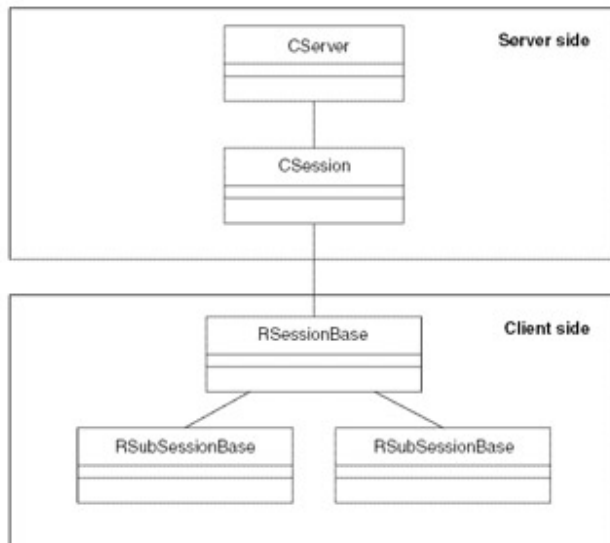 Server side
CServer
CSession
Client side
RSessionBase
RSubSessionBase
RSubSessionBase